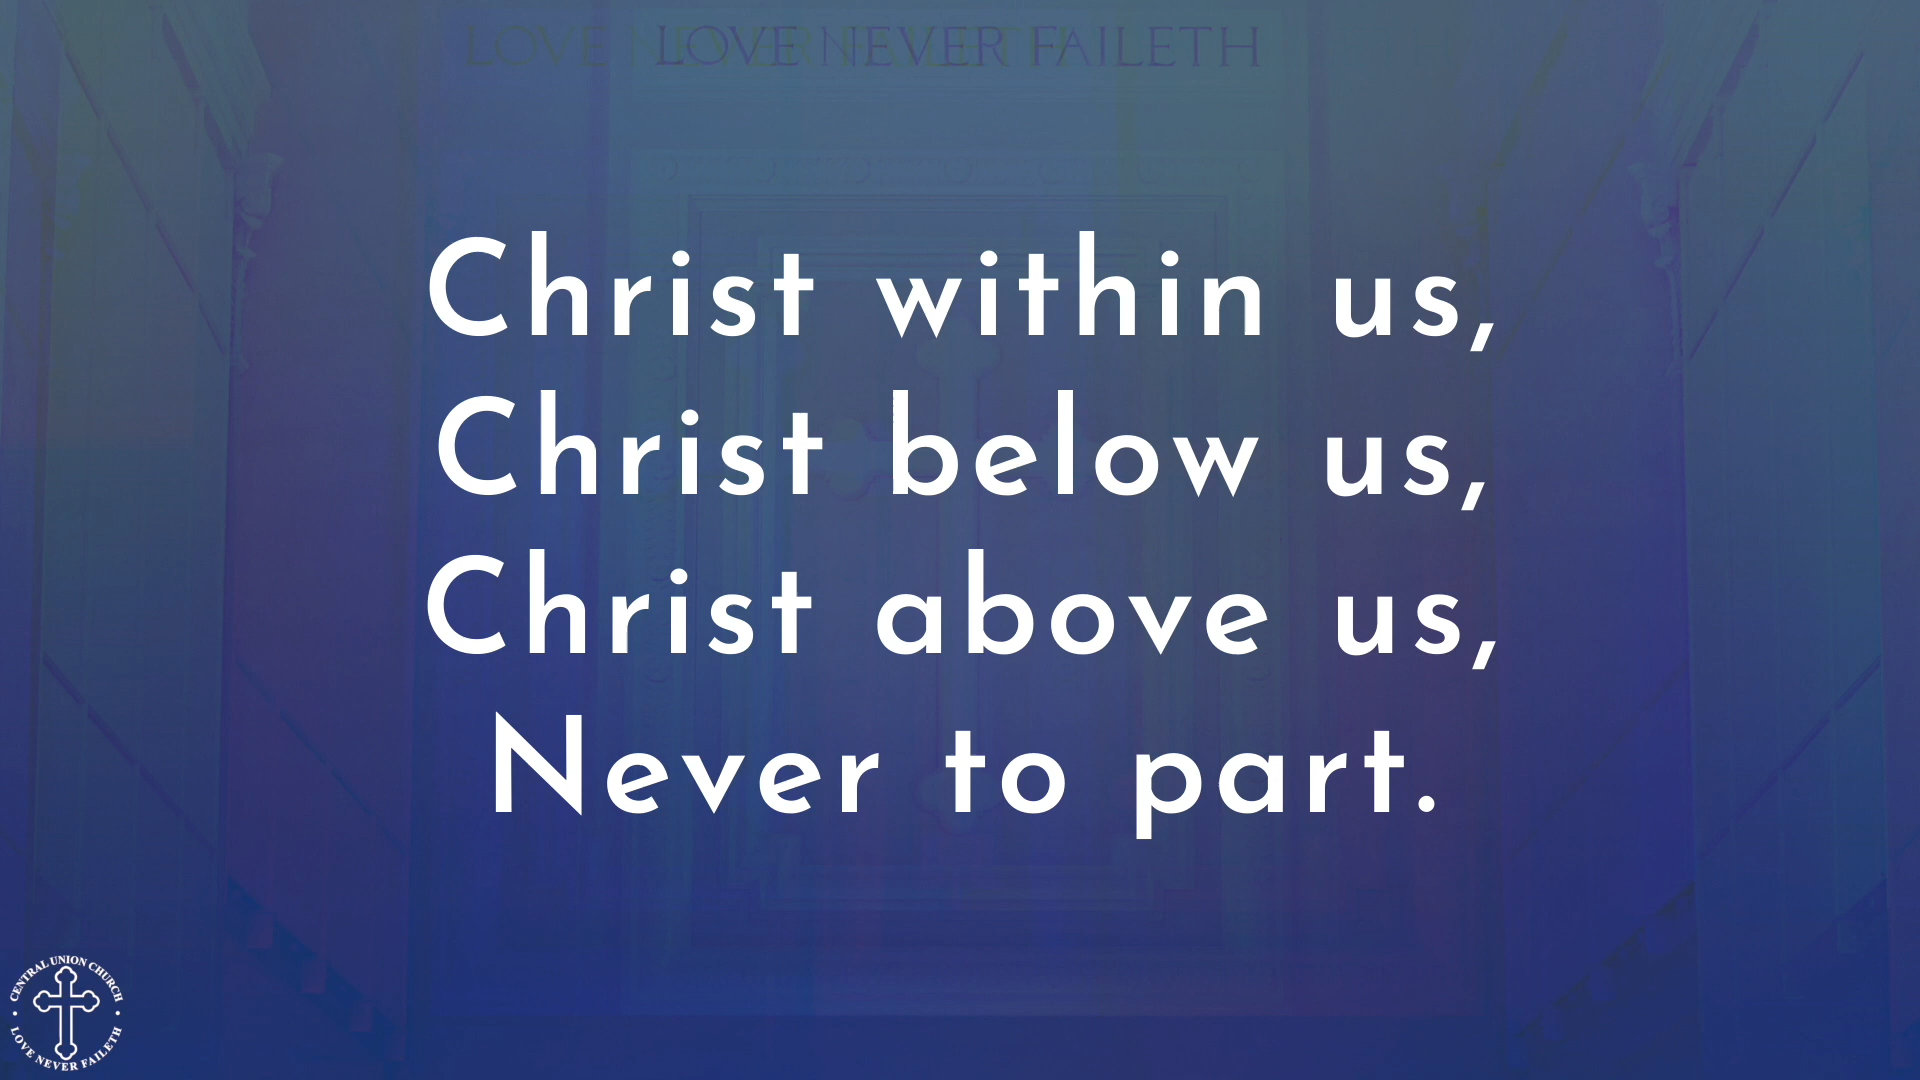 LOVE NEVER FAILETH
Christ within us,
Christ below us,
Christ above us,
Never to part.
CENTRAL UNION CHURCH
LOVE NEVER FAILETH